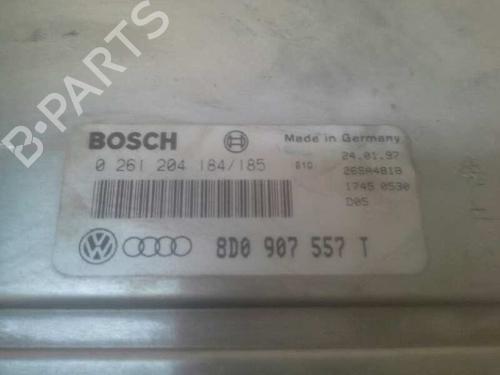 B-PARTS
BOSCH
Made in Germany
0 261 204 184/185
24.01.97
26SA4818
1745 0530
D05
8D0 907 557 T